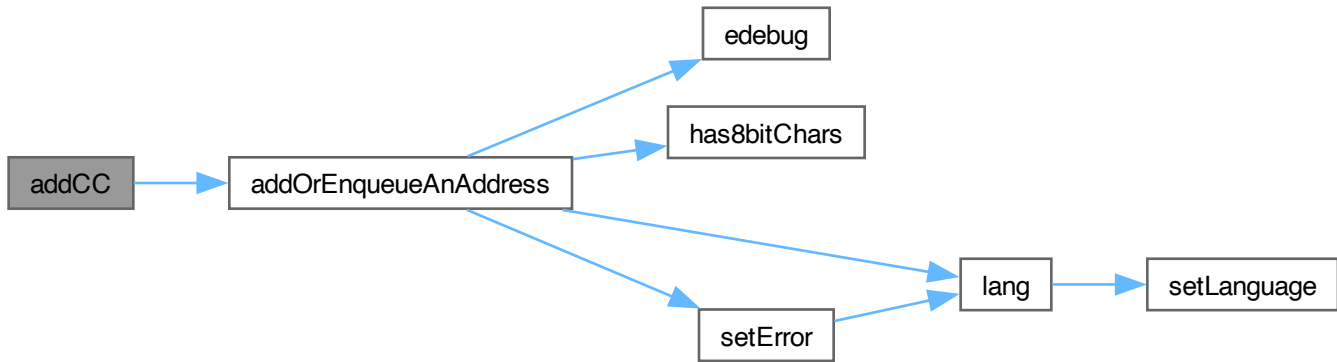 edebug
has8bitChars
addCC
addOrEnqueueAnAddress
lang
setLanguage
setError